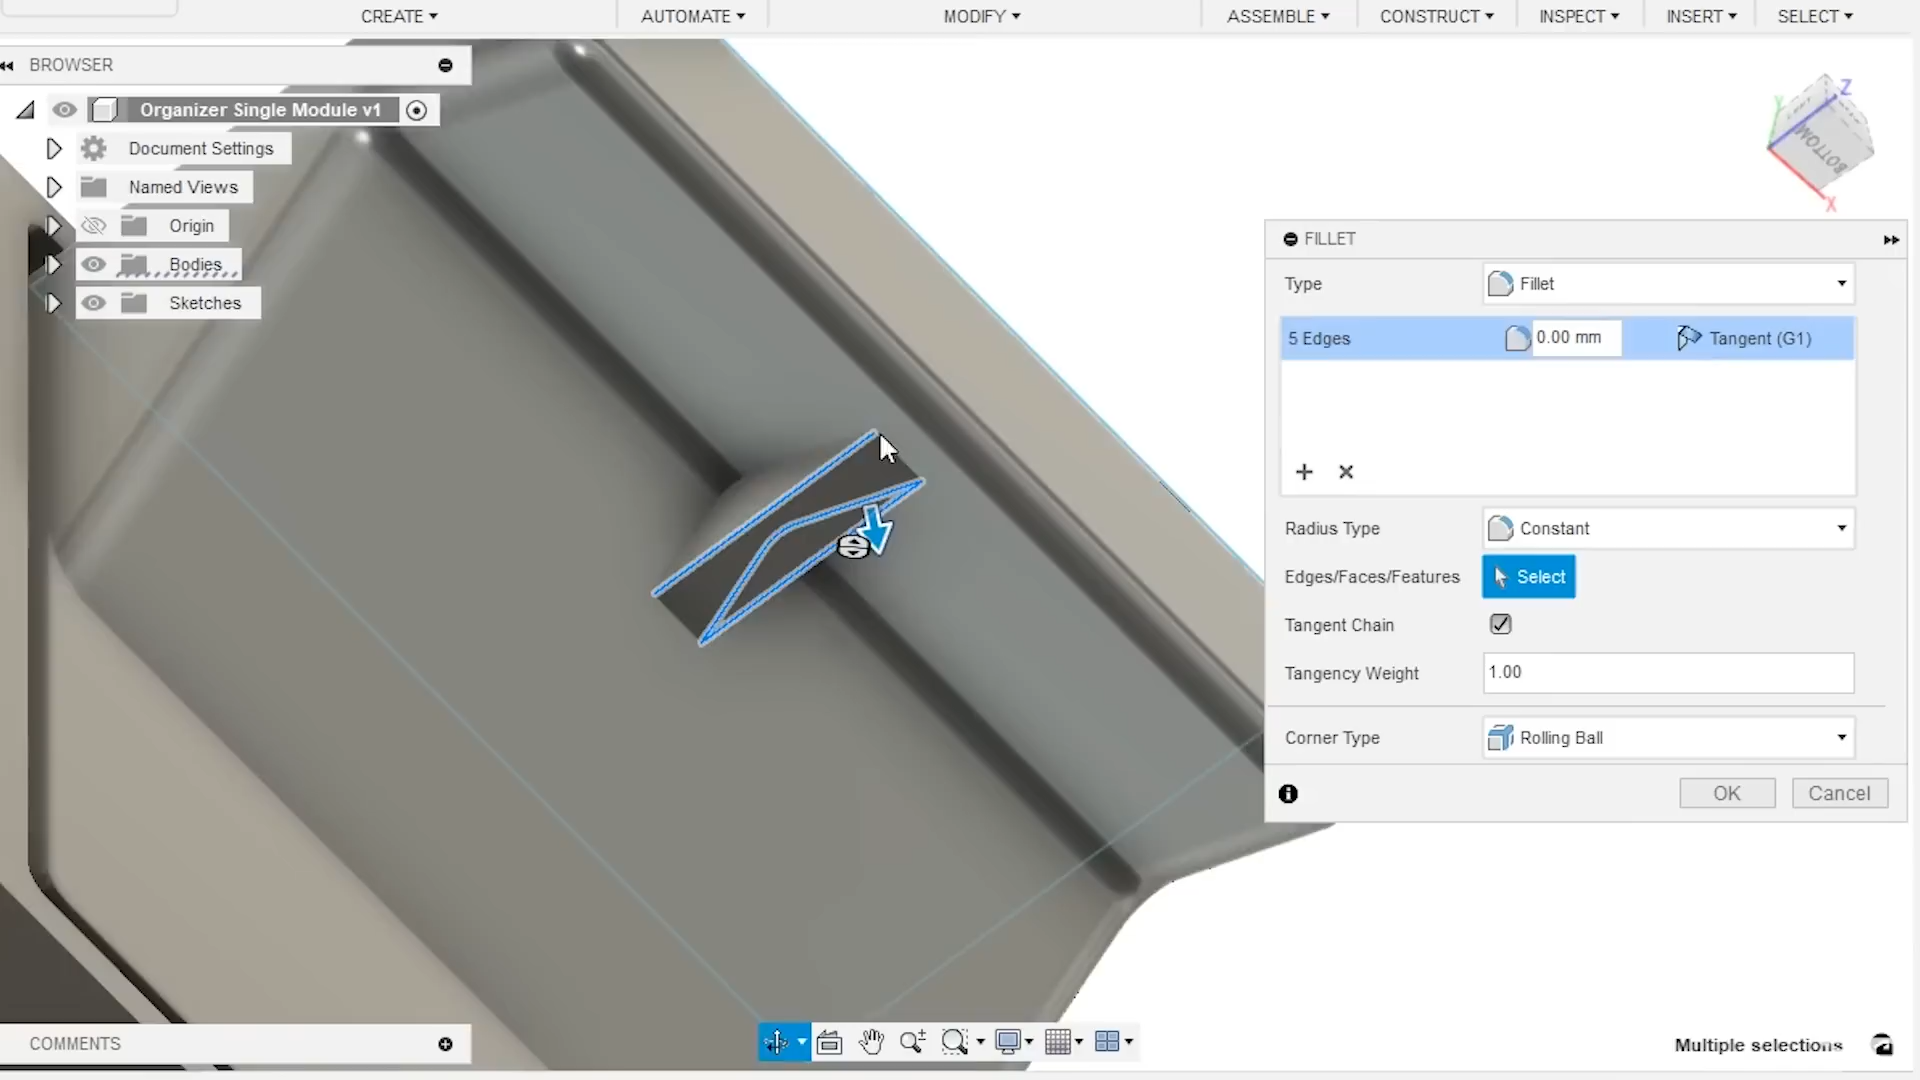 CREATE
AUTOMATE
MODIFY
ASSEMBLE
CONSTRUCT
INSPECT
INSERT
SELECT
BROWSER
Organizer Single Module v1
Document Settings
Named Views
Origin
Bodies
Sketches
Z
Y
X
BOTTOM
FILLET
Type
Fillet
5 Edges
0.00 mm
Tangent (G1)
Radius Type
Constant
Edges/Faces/Features
Select
Tangent Chain
Tangency Weight
1.00
Corner Type
Rolling Ball
OK
Cancel
COMMENTS
Multiple selections